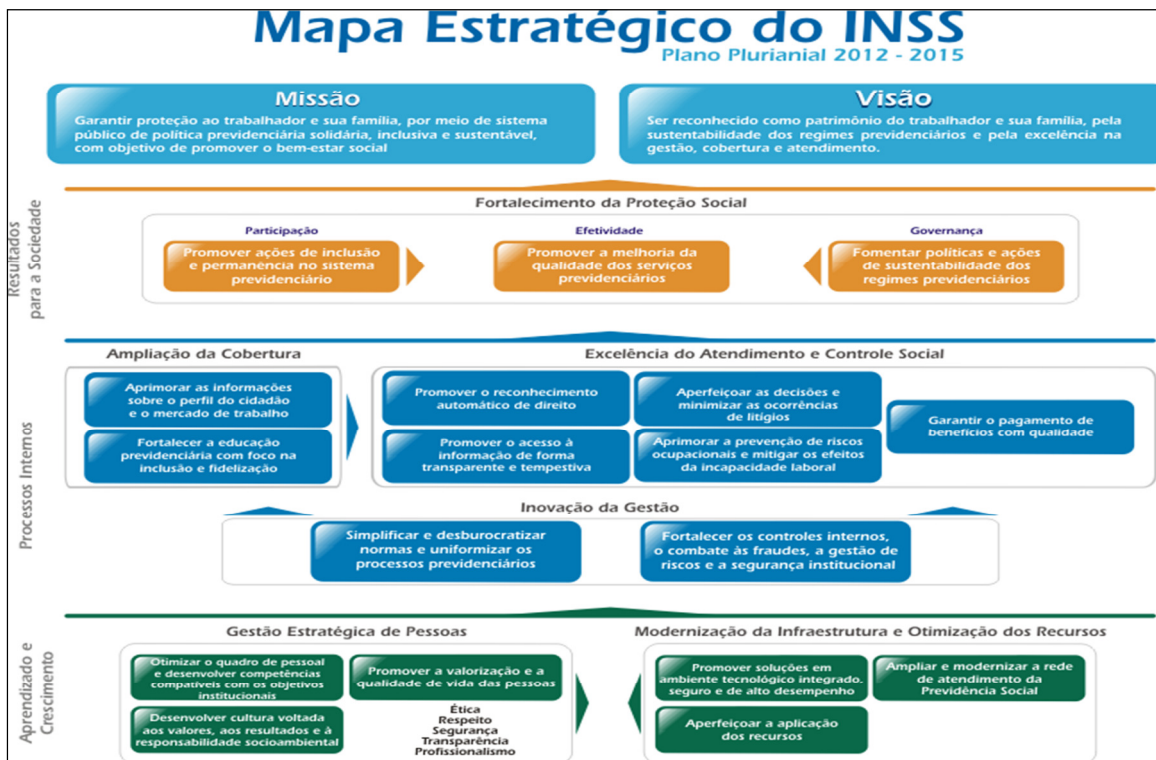 Mapa Estratégico do INSS
Plano Plurianial 2012 - 2015
Missão
Garantir proteção ao trabalhador e sua família, por meio de sistema
público de política previdenciária solidária, inclusiva e sustentável,
com objetivo de promover o bem-estar social
Visão
Ser reconhecido como patrimônio do trabalhador e sua família, pela
sustentabilidade dos regimes previdenciários e pela excelência na
gestão, cobertura e atendimento.
Resultados
para a Sociedade
Fortalecimento da Proteção Social
Participação
Promover ações de inclusão
e permanência no sistema
previdenciário
Efetividade
Promover a melhoria da
qualidade dos serviços
previdenciários
Governança
Fomentar políticas e ações
de sustentabilidade dos
regimes previdenciários
Processos Internos
Ampliação da Cobertura
Aprimorar as informações
sobre o perfil do cidadão
e o mercado de trabalho
Fortalecer a educação
previdenciária com foco na
inclusão e fidelização
Excelência do Atendimento e Controle Social
Promover o reconhecimento
automático de direito
Aperfeiçoar as decisões e
minimizar as ocorrências
de litígios
Garantir o pagamento de
benefícios com qualidade
Promover o acesso à
informação de forma
transparente e tempestiva
Aprimorar a prevenção de riscos
ocupacionais e mitigar os efeitos
da incapacidade laboral
Inovação da Gestão
Simplificar e desburocratizar
normas e uniformizar os
processos previdenciários
Fortalecer os controles internos,
o combate às fraudes, a gestão de
riscos e a segurança institucional
Aprendizado e
Crescimento
Gestão Estratégica de Pessoas
Otimizar o quadro de pessoal
e desenvolver competências
compatíveis com os objetivos
institucionais
Promover a valorização e a
qualidade de vida das pessoas
Desenvolver cultura voltada
aos valores, aos resultados e à
responsabilidade socioambiental
Ética
Respeito
Segurança
Transparência
Profissionalismo
Modernização da Infraestrutura e Otimização dos Recursos
Promover soluções em
ambiente tecnológico integrado.
seguro e de alto desempenho
Ampliar e modernizar a rede
de atendimento da
Previdência Social
Aperfeiçoar a aplicação
dos recursos